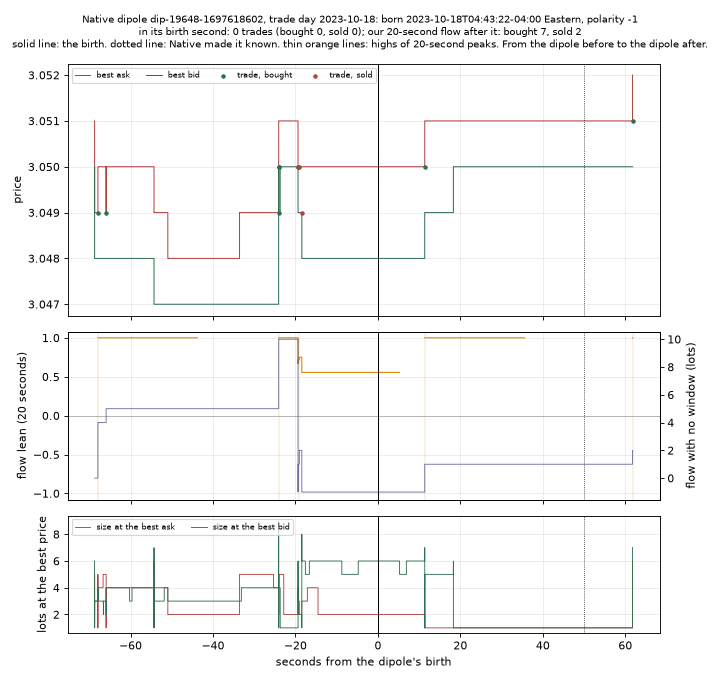 Native dipole dip-19648-1697618602, trade day 2023-10-18: born 2023-10-18T04:43:22-04:00 Eastern, polarity -1
in its birth second: 0 trades (bought 0, sold 0); our 20-second flow after it: bought 7, sold 2
solid line: the birth. dotted line: Native made it known. thin orange lines: highs of 20-second peaks. From the dipole before to the dipole after.
best ask
best bid
trade, bought
trade, sold
3.052
3.051
3.050
3.049
3.048
3.047
price
1.0
0.5
0.0
−0.5
−1.0
flow lean (20 seconds)
10
8
6
4
2
0
flow with no window (lots)
size at the best ask
size at the best bid
8
6
4
2
lots at the best price
−60
−40
−20
0
20
40
60
seconds from the dipole's birth